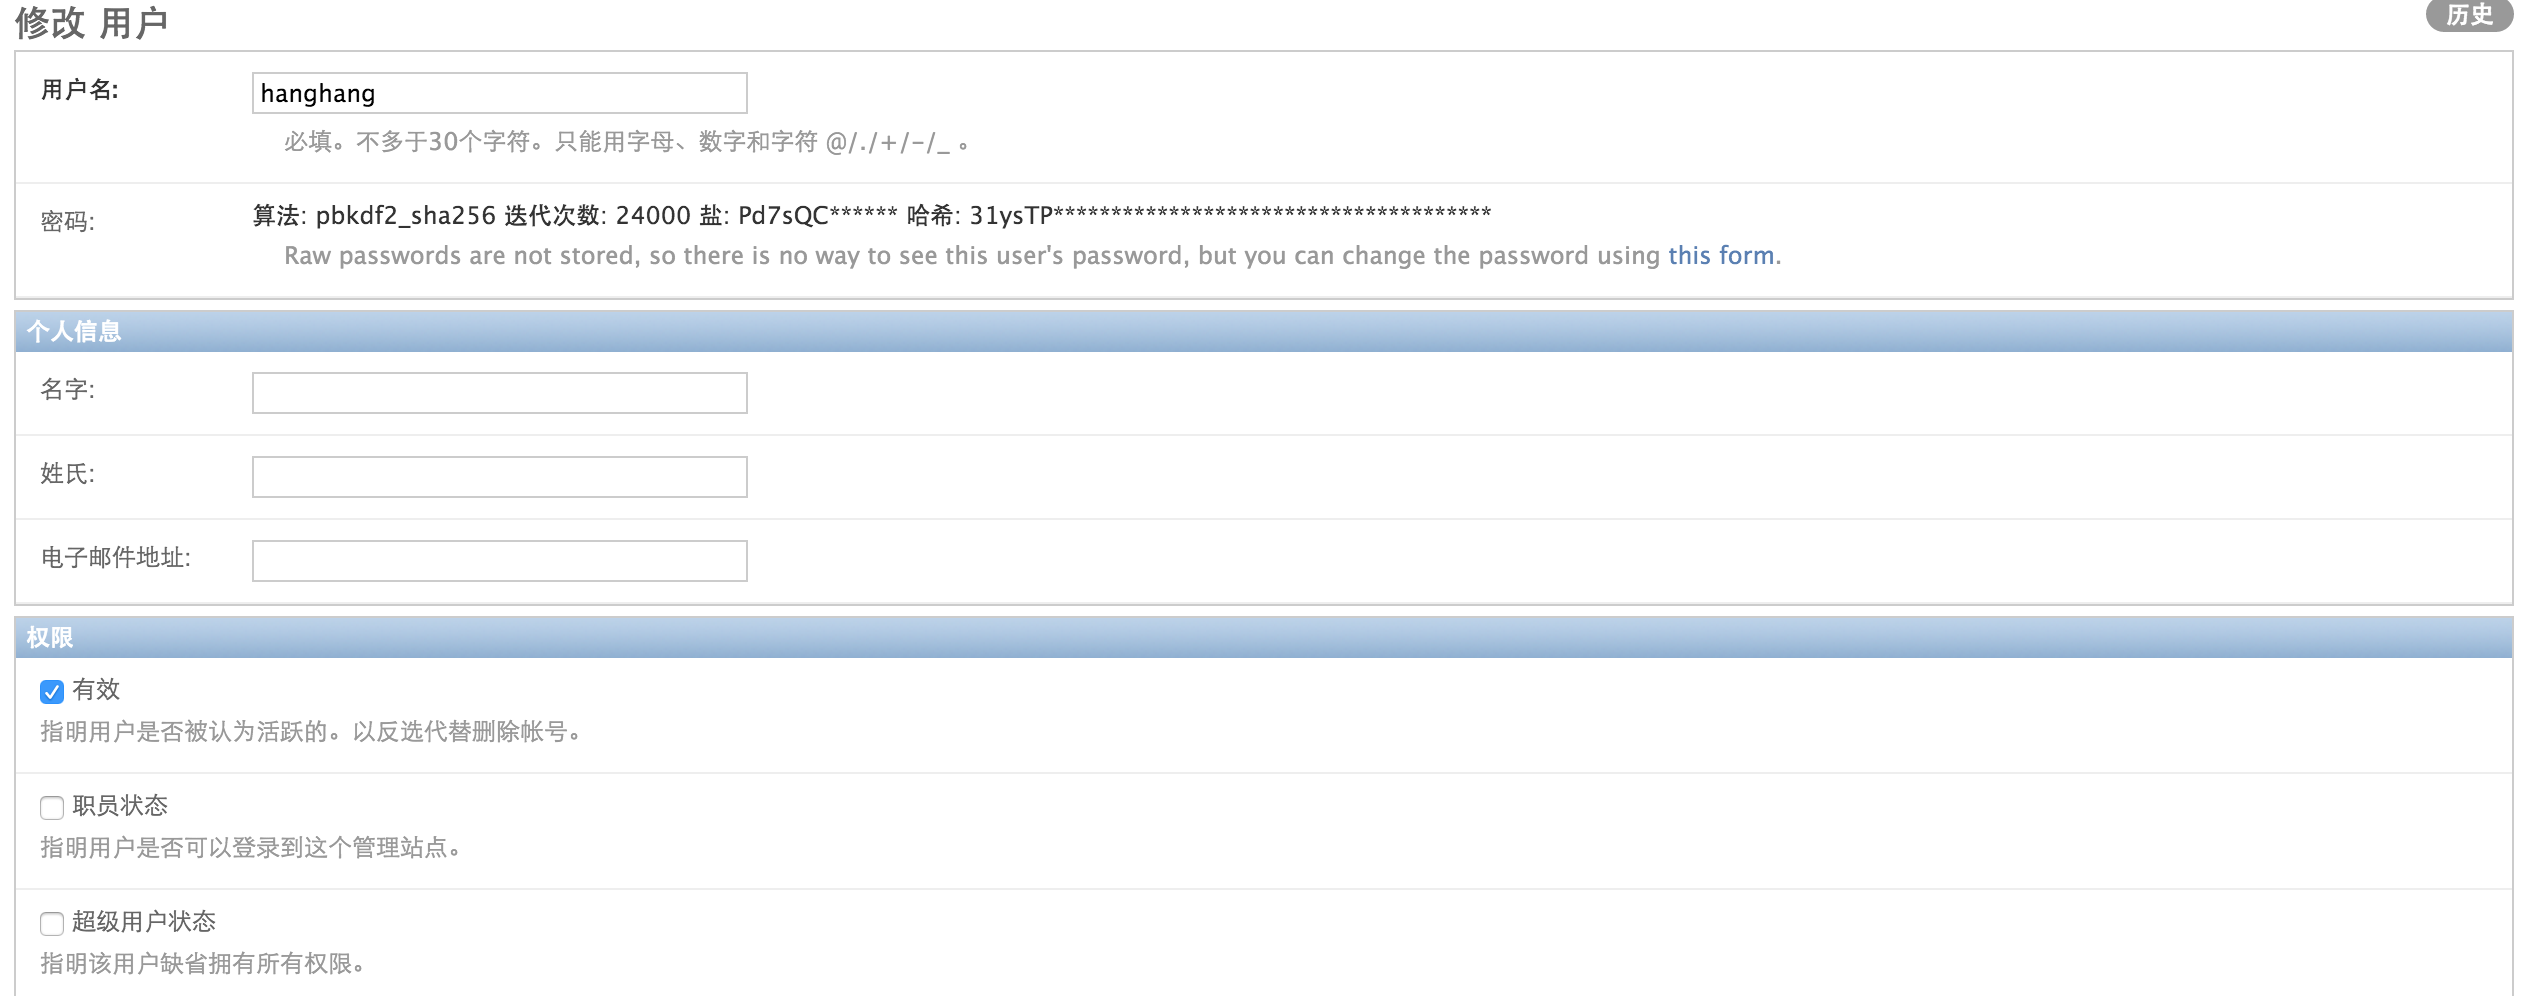 修改 用户
历史
用户名:
hanghang
必填。不多于30个字符。只能用字母、数字和字符 @/./+/-/_ 。
密码:
算法: pbkdf2_sha256 迭代次数: 24000 盐: Pd7sQC****** 哈希: 31ysTP**************************************
Raw passwords are not stored, so there is no way to see this user's password, but you can change the password using this form.
个人信息
名字:
姓氏:
电子邮件地址:
权限
有效
指明用户是否被认为活跃的。以反选代替删除帐号。
职员状态
指明用户是否可以登录到这个管理站点。
超级用户状态
指明该用户缺省拥有所有权限。